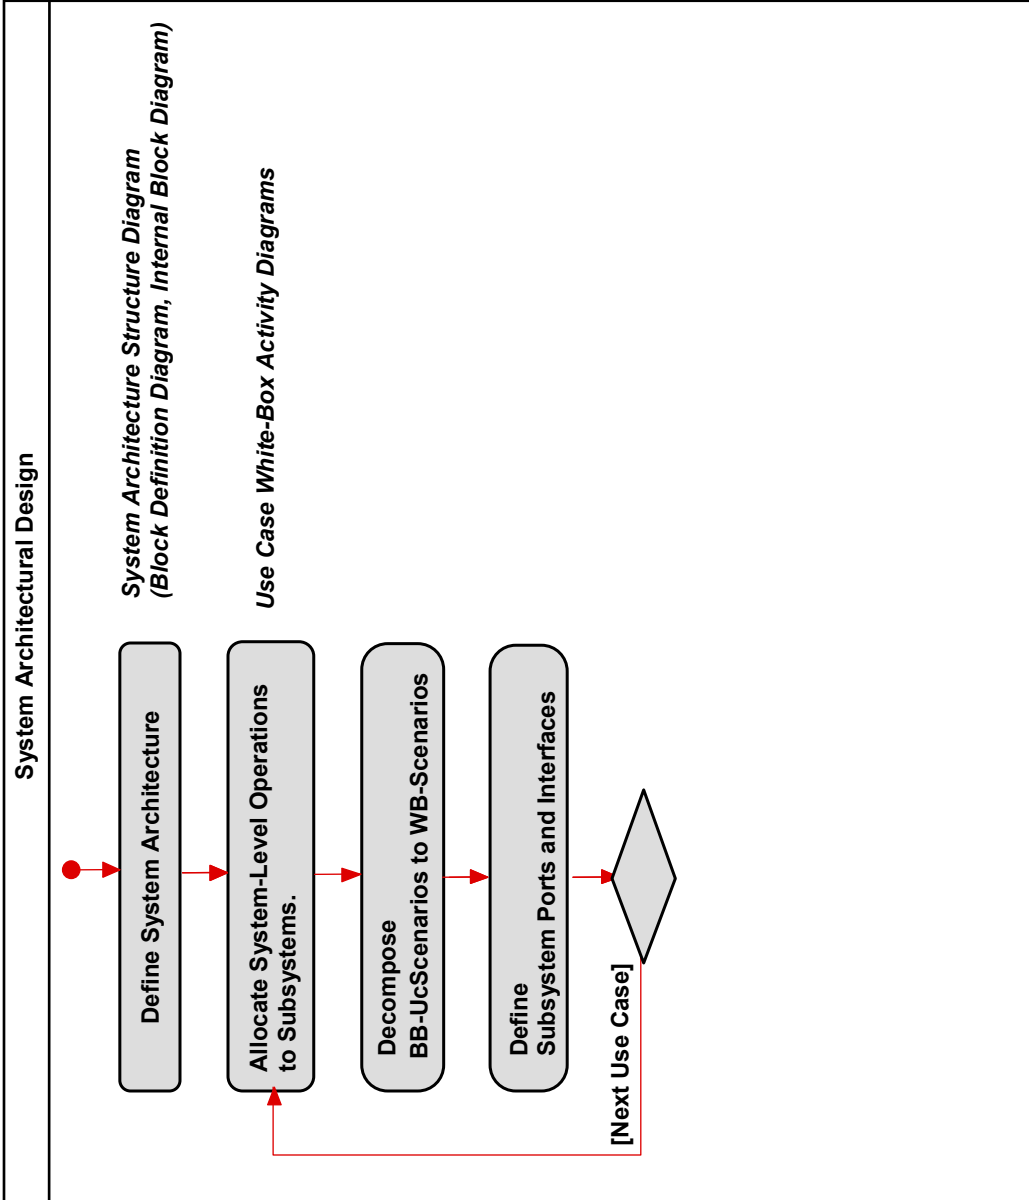 System Architectural Design
System Architecture Structure Diagram
(Block Definition Diagram, Internal Block Diagram)
Define System Architecture
Use Case White-Box Activity Diagrams
Allocate System-Level Operations
to Subsystems.
Decompose
BB-UcScenarios to WB-Scenarios
Define
Subsystem Ports and Interfaces
[Next Use Case]